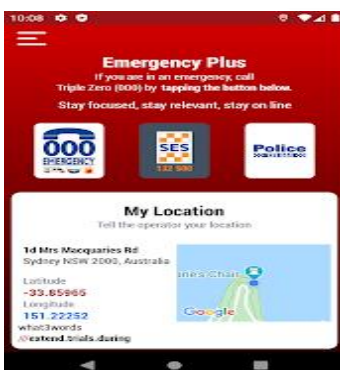 10:08
Emergency Plus
If you are in an emergency, call
Triple Zero (000) by tapping the button below.
Stay focused, stay relevant, stay on line
000
EMERGENCY
SES
132 500
Police
My Location
Tell the operator your location
1d Mrs Macquaries Rd
Sydney NSW 2000, Australia
Latitude
-33.85965
Longitude
151.22252
what3words
///extend.trials.during
Google